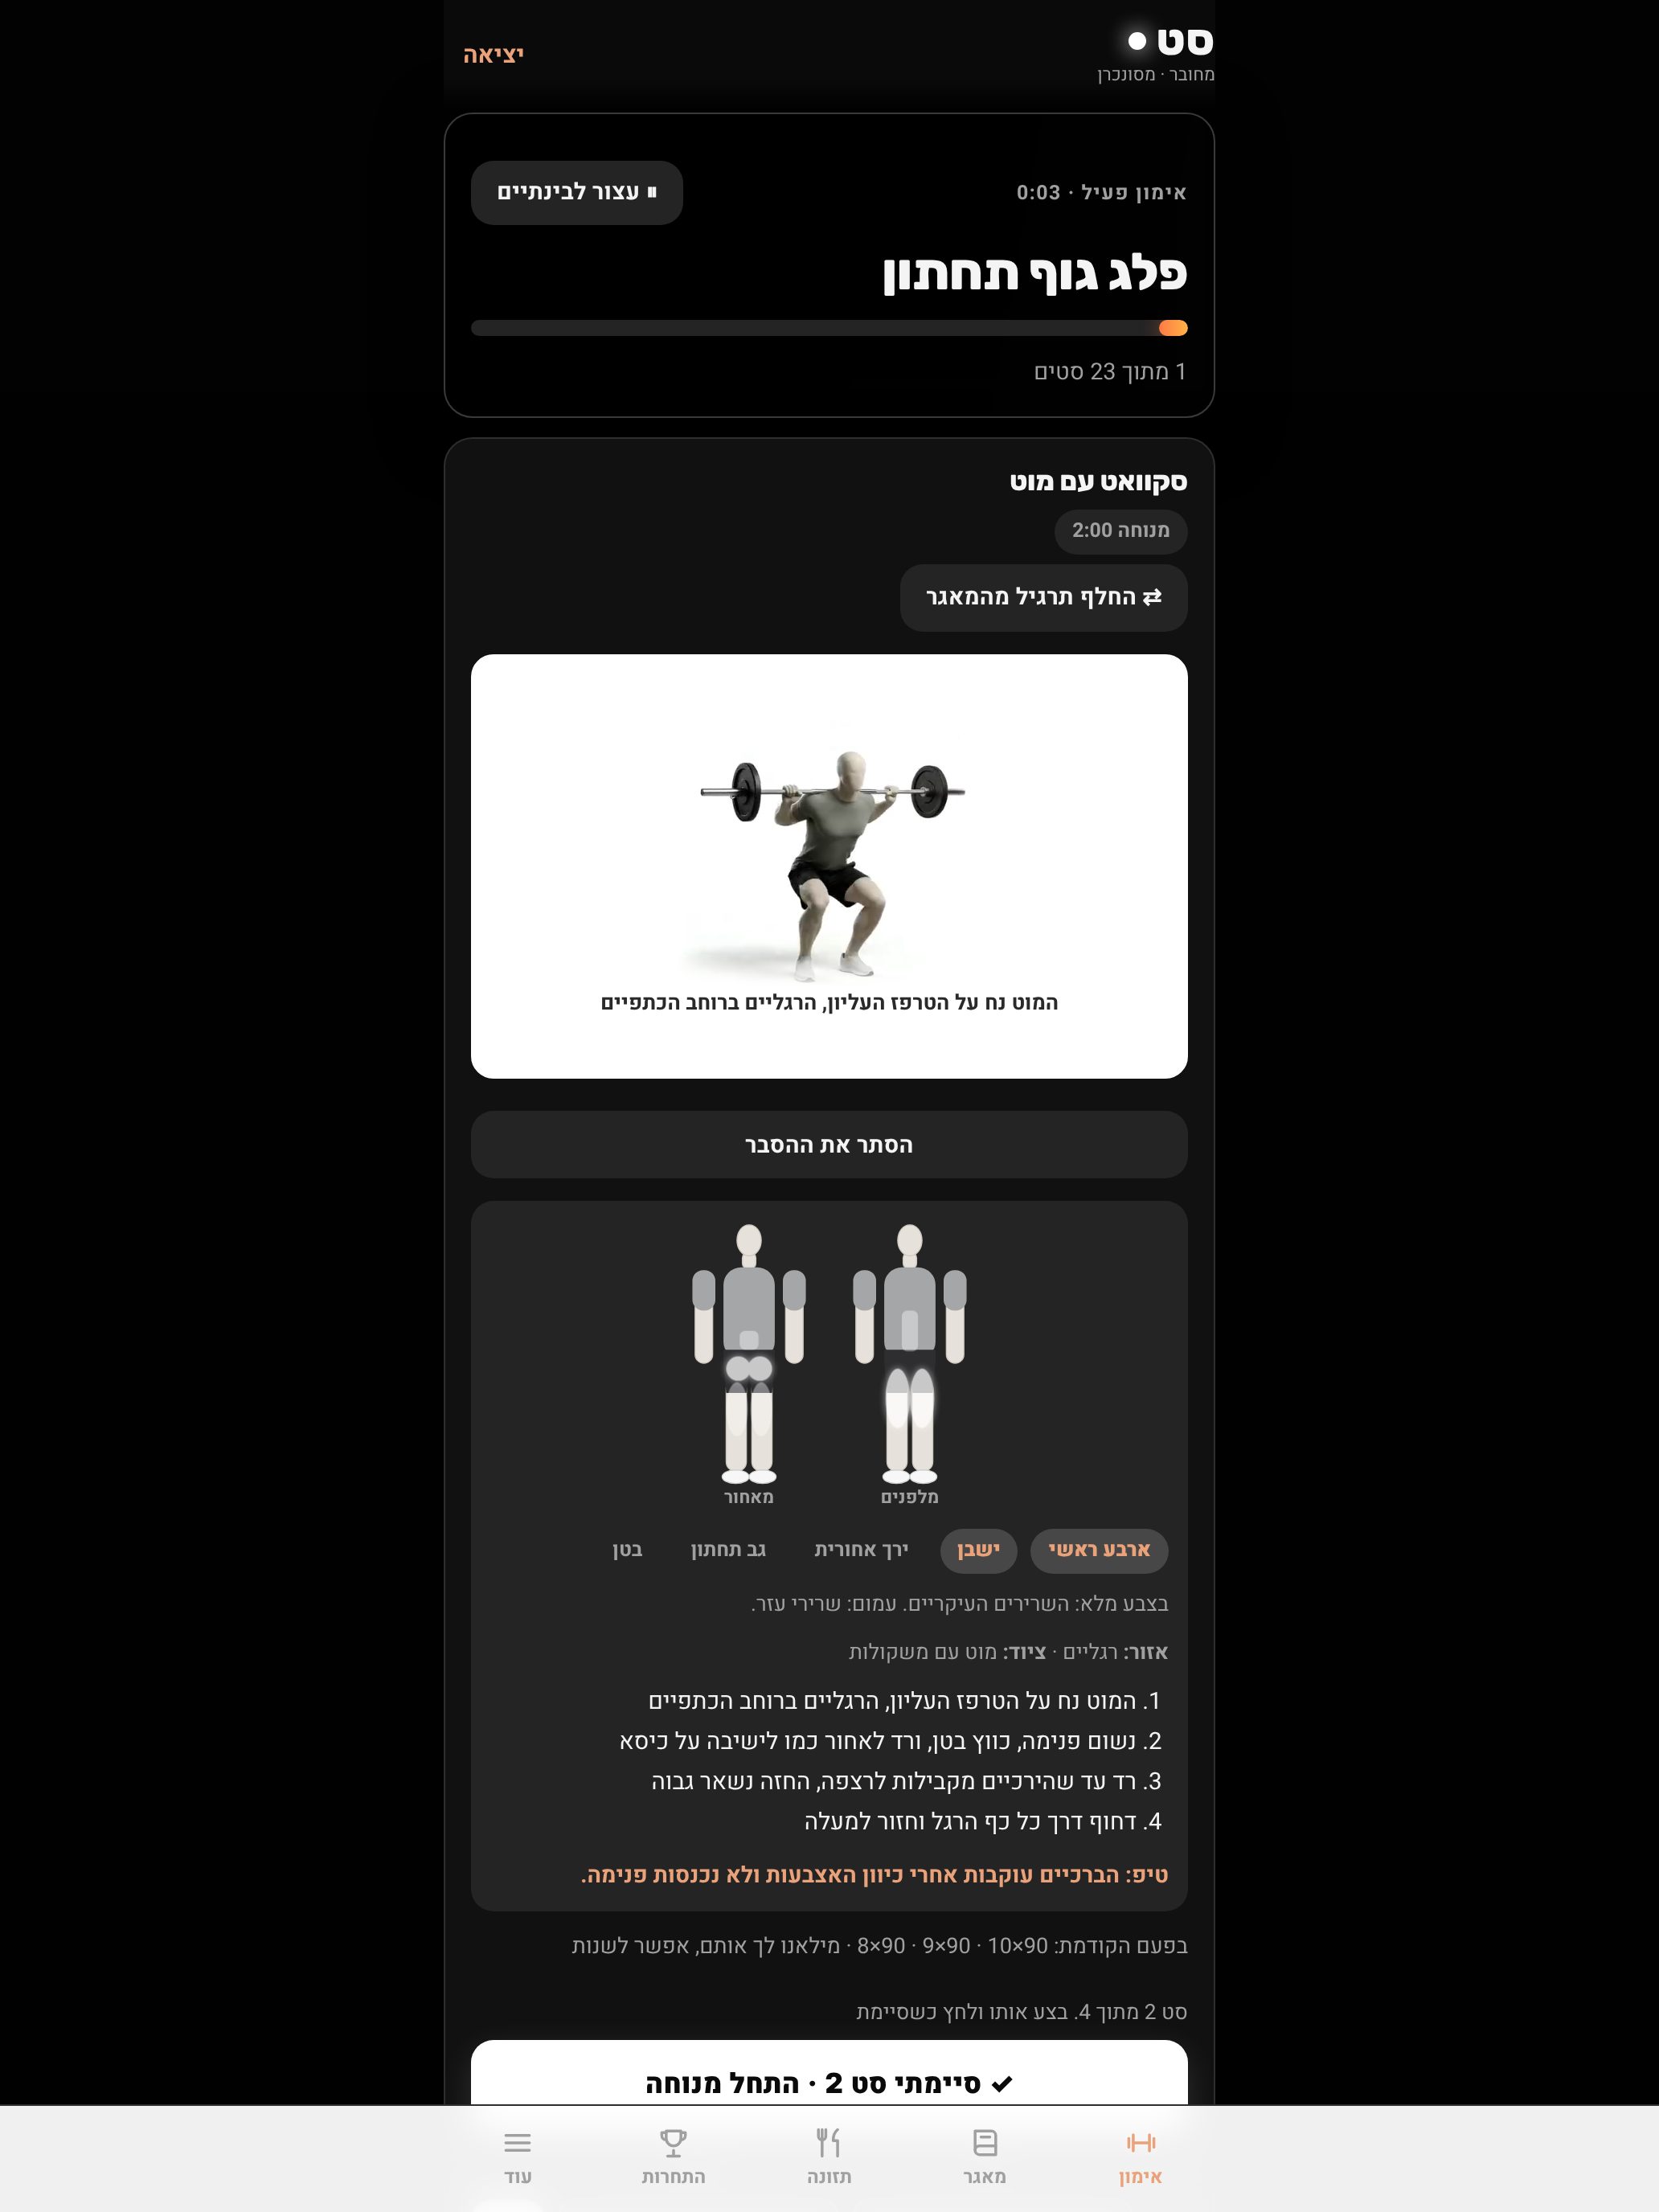 סט
יציאה
מחובר · מסונכרן
אימון פעיל · 0:03
עצור לבינתיים
פלג גוף תחתון
1 מתוך 23 סטים
סקוואט עם מוט
מנוחה 2:00
⇄ החלף תרגיל מהמאגר
המוט נח על הטרפז העליון, הרגליים ברוחב הכתפיים
הסתר את ההסבר
מלפנים
מאחור
ארבע ראשי
ישבן
ירך אחורית
גב תחתון
בטן
בצבע מלא: השרירים העיקריים. עמום: שרירי עזר.
אזור: רגליים · ציוד: מוט עם משקולות
1. המוט נח על הטרפז העליון, הרגליים ברוחב הכתפיים
2. נשום פנימה, כווץ בטן, ורד לאחור כמו לישיבה על כיסא
3. רד עד שהירכיים מקבילות לרצפה, החזה נשאר גבוה
4. דחוף דרך כל כף הרגל וחזור למעלה
טיפ: הברכיים עוקבות אחרי כיוון האצבעות ולא נכנסות פנימה.
בפעם הקודמת: 90×10 · 90×9 · 90×8 · מילאנו לך אותם, אפשר לשנות
סט 2 מתוך 4. בצע אותו ולחץ כשסיימת
✓ סיימתי סט 2 · התחל מנוחה
אימון
מאגר
תזונה
התחרות
עוד